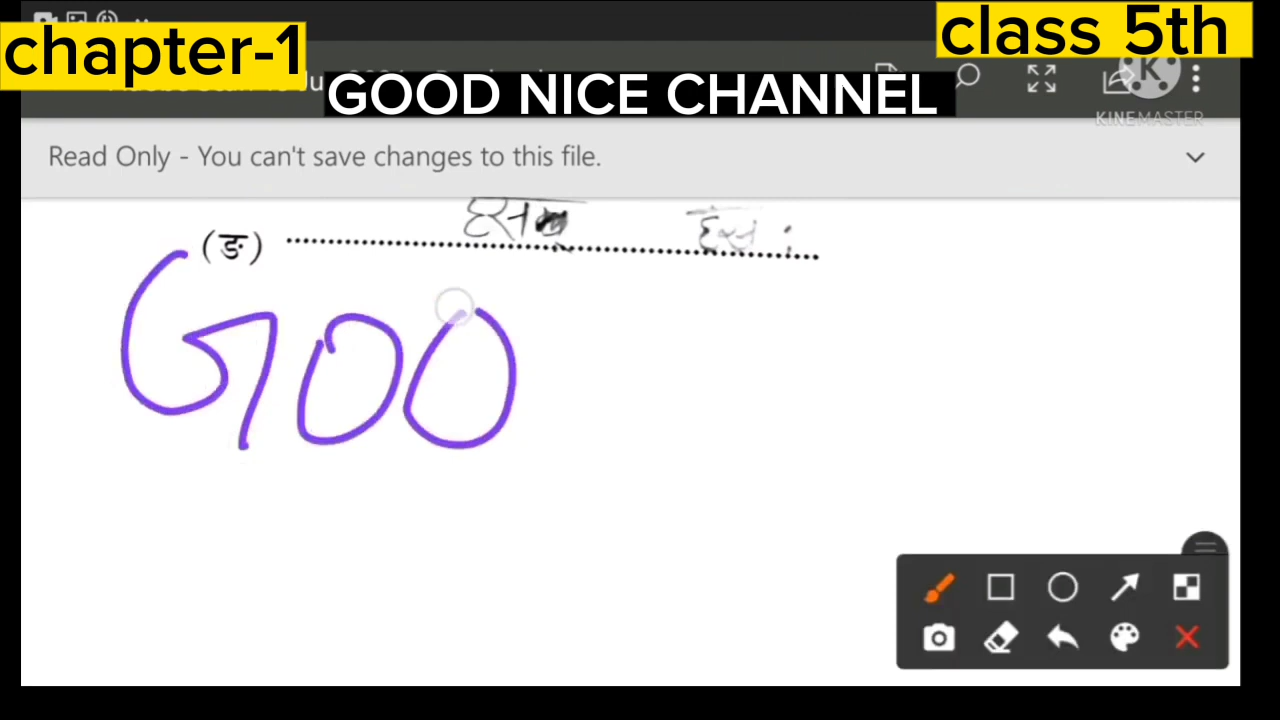 chapter-1
class 5th
GOOD NICE CHANNEL
K
KINEMASTER
Read Only - You can't save changes to this file.
(ङ)
GOO